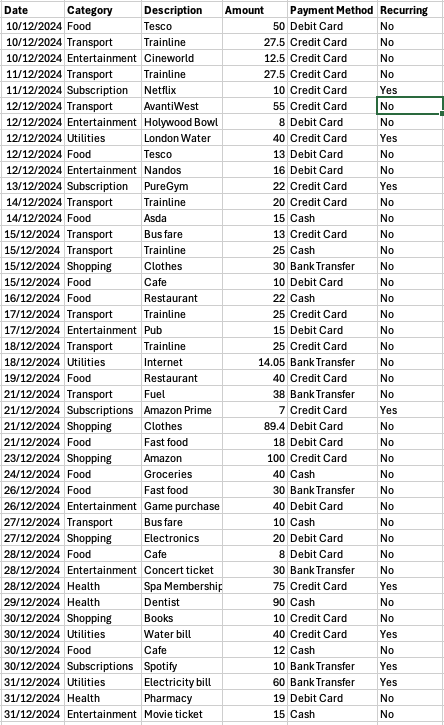 Date Category Description Amount Payment Method Recurring
10/12/2024 Food Tesco 50 Debit Card No
10/12/2024 Transport Trainline 27.5 Credit Card No
10/12/2024 Entertainment Cineworld 12.5 Credit Card No
11/12/2024 Transport Trainline 27.5 Credit Card No
11/12/2024 Subscription Netflix 10 Credit Card Yes
12/12/2024 Transport AvantiWest 55 Credit Card No
12/12/2024 Entertainment Holywood Bowl 8 Debit Card No
12/12/2024 Utilities London Water 40 Credit Card Yes
12/12/2024 Food Tesco 13 Debit Card No
12/12/2024 Entertainment Nandos 16 Debit Card No
13/12/2024 Subscription PureGym 22 Credit Card Yes
14/12/2024 Transport Trainline 20 Credit Card No
14/12/2024 Food Asda 15 Cash No
15/12/2024 Transport Bus fare 13 Credit Card No
15/12/2024 Transport Trainline 25 Cash No
15/12/2024 Shopping Clothes 30 Bank Transfer No
15/12/2024 Food Cafe 10 Debit Card No
16/12/2024 Food Restaurant 22 Cash No
17/12/2024 Transport Trainline 25 Credit Card No
17/12/2024 Entertainment Pub 15 Debit Card No
18/12/2024 Transport Trainline 25 Credit Card No
18/12/2024 Utilities Internet 14.05 Bank Transfer No
19/12/2024 Food Restaurant 40 Credit Card No
21/12/2024 Transport Fuel 38 Bank Transfer No
21/12/2024 Subscriptions Amazon Prime 7 Credit Card Yes
21/12/2024 Shopping Clothes 89.4 Debit Card No
21/12/2024 Food Fast food 18 Debit Card No
23/12/2024 Shopping Amazon 100 Credit Card No
24/12/2024 Food Groceries 40 Cash No
26/12/2024 Food Fast food 30 Bank Transfer No
26/12/2024 Entertainment Game purchase 40 Debit Card No
27/12/2024 Transport Bus fare 10 Cash No
27/12/2024 Shopping Electronics 20 Debit Card No
28/12/2024 Food Cafe 8 Debit Card No
28/12/2024 Entertainment Concert ticket 30 Bank Transfer No
28/12/2024 Health Spa Membership 75 Credit Card Yes
29/12/2024 Health Dentist 90 Cash No
30/12/2024 Shopping Books 10 Credit Card No
30/12/2024 Utilities Water bill 40 Credit Card Yes
30/12/2024 Food Cafe 12 Cash No
30/12/2024 Subscriptions Spotify 10 Bank Transfer Yes
31/12/2024 Utilities Electricity bill 60 Bank Transfer Yes
31/12/2024 Health Pharmacy 19 Debit Card No
31/12/2024 Entertainment Movie ticket 15 Cash No